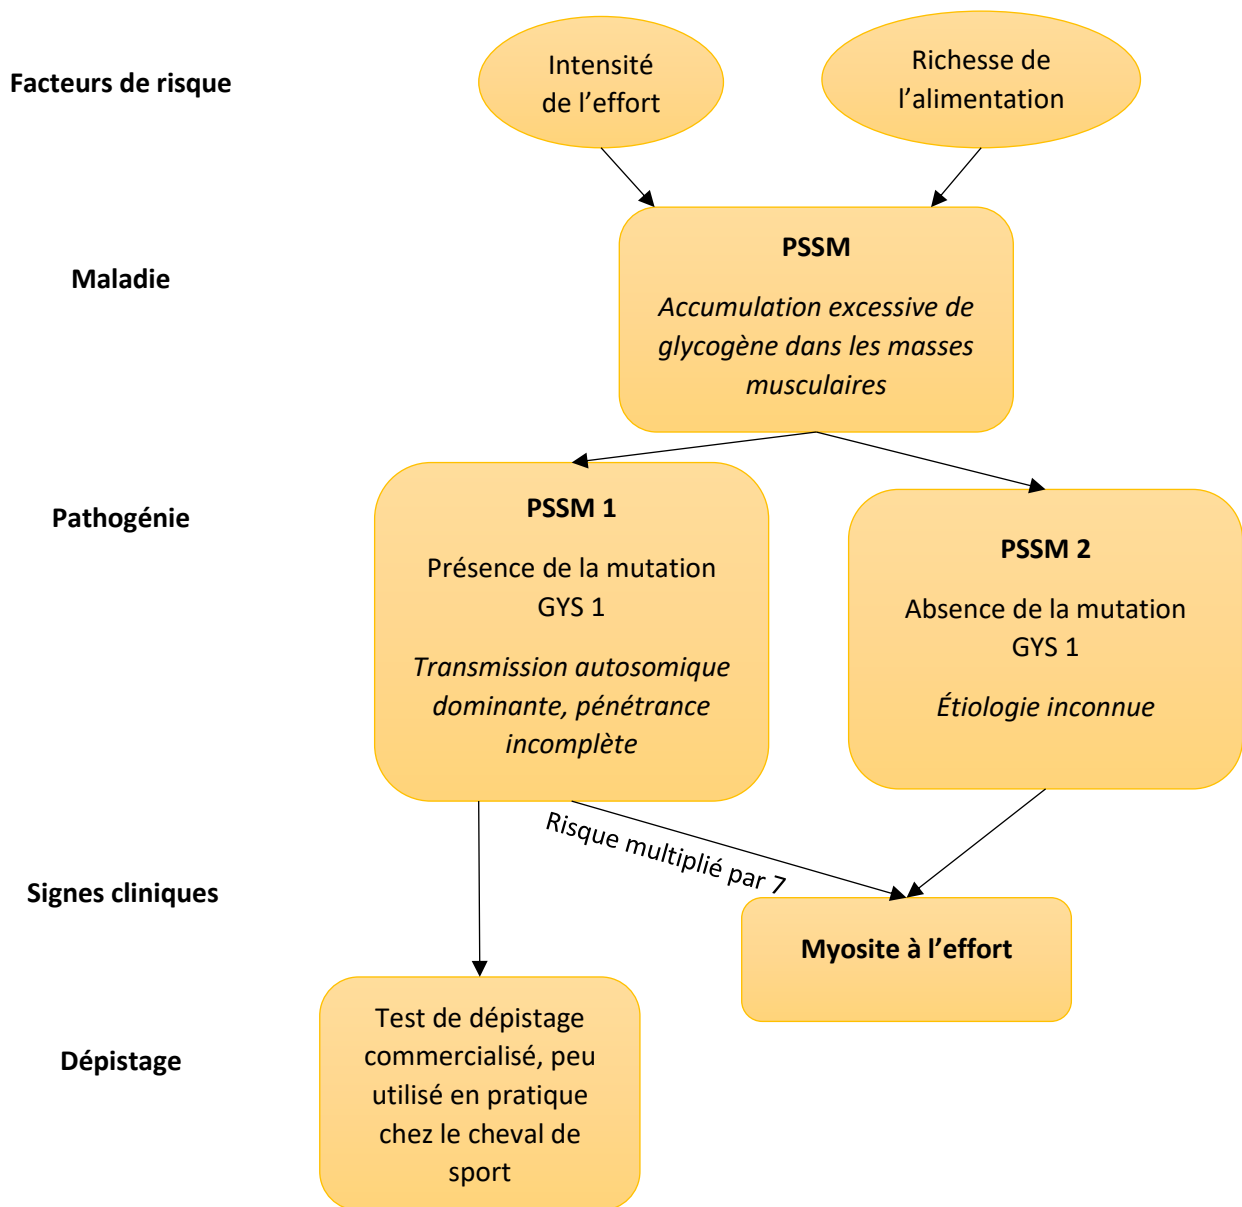 Facteurs de risque
Intensité
de l’effort
Richesse de
l’alimentation
Maladie
PSSM
Accumulation excessive de
glycogène dans les masses
musculaires
Pathogénie
PSSM 1
Présence de la mutation
GYS 1
Transmission autosomique
dominante, pénétrance
incomplète
PSSM 2
Absence de la mutation
GYS 1
Étiologie inconnue
Risque multiplié par 7
Signes cliniques
Myosite à l’effort
Dépistage
Test de dépistage
commercialisé, peu
utilisé en pratique
chez le cheval de
sport